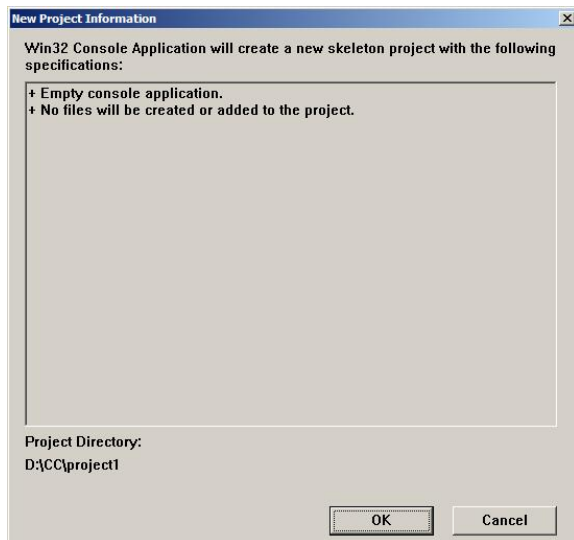 New Project Information
Win32 Console Application will create a new skeleton project with the following
specifications:
+ Empty console application.
+ No files will be created or added to the project.
Project Directory:
D:\CC\project1
OK Cancel